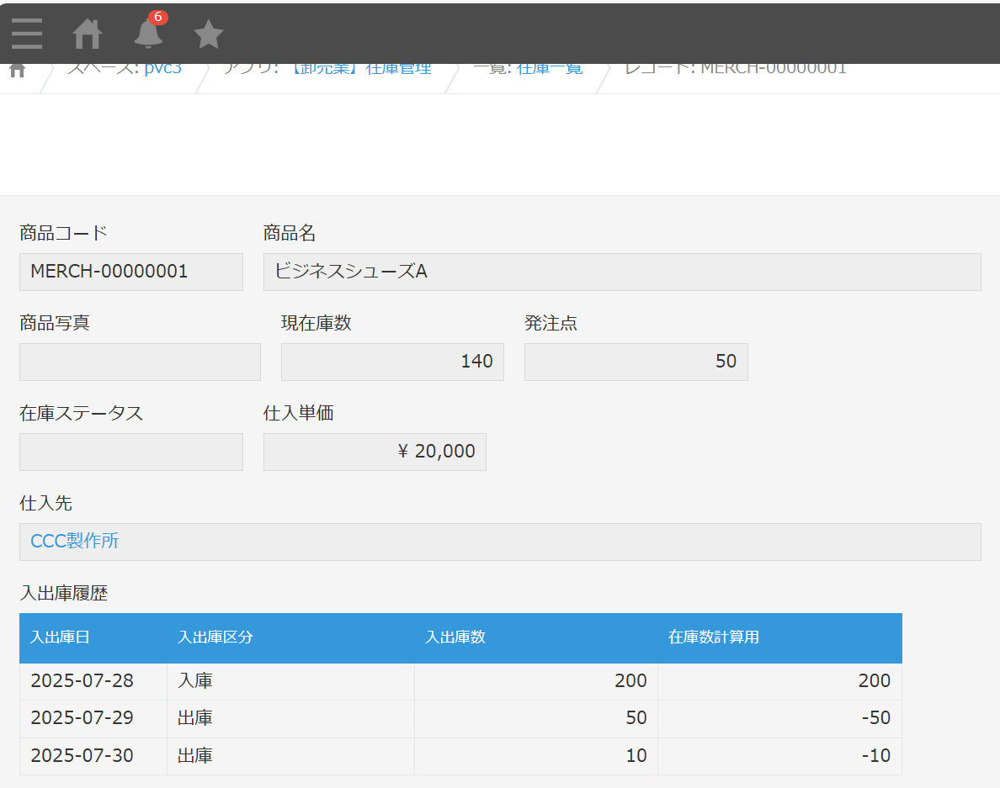 6
スペース: pvc3 アプリ: 【卸売業】在庫管理 一覧: 在庫一覧 レコード: MERCH-00000001
商品コード 商品名
MERCH-00000001 ビジネスシューズA
商品写真 現在庫数 発注点
140 50
在庫ステータス 仕入単価
¥ 20,000
仕入先
CCC製作所
入出庫履歴
入出庫日 入出庫区分 入出庫数 在庫数計算用
2025-07-28 入庫 200 200
2025-07-29 出庫 50 -50
2025-07-30 出庫 10 -10